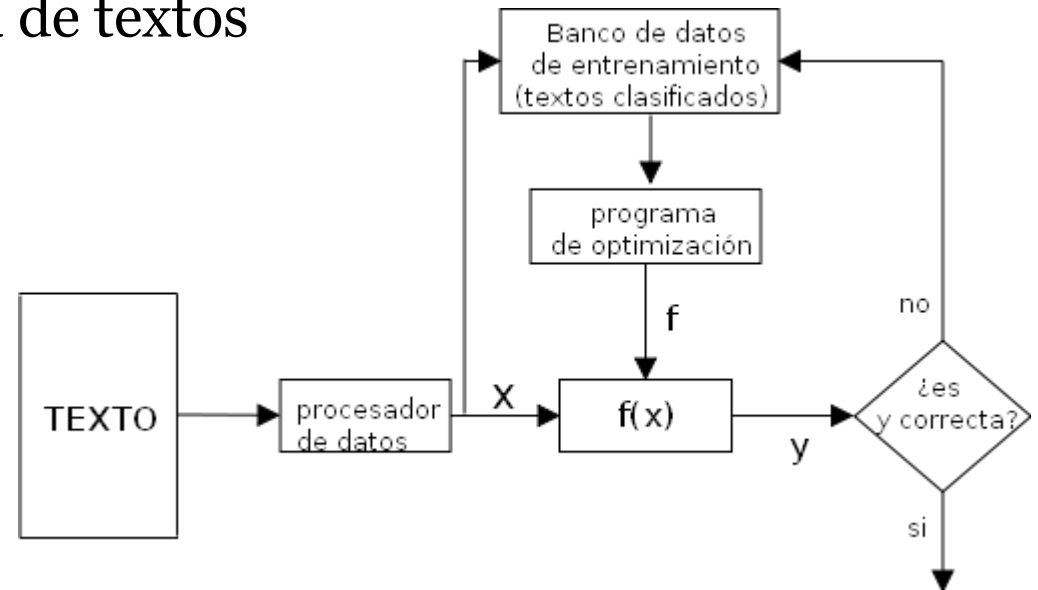 de textos
Banco de datos
de entrenamiento
(textos clasificados)
programa
de optimización
f
no
TEXTO
procesador
de datos
x
f(x)
y
¿es
y correcta?
si